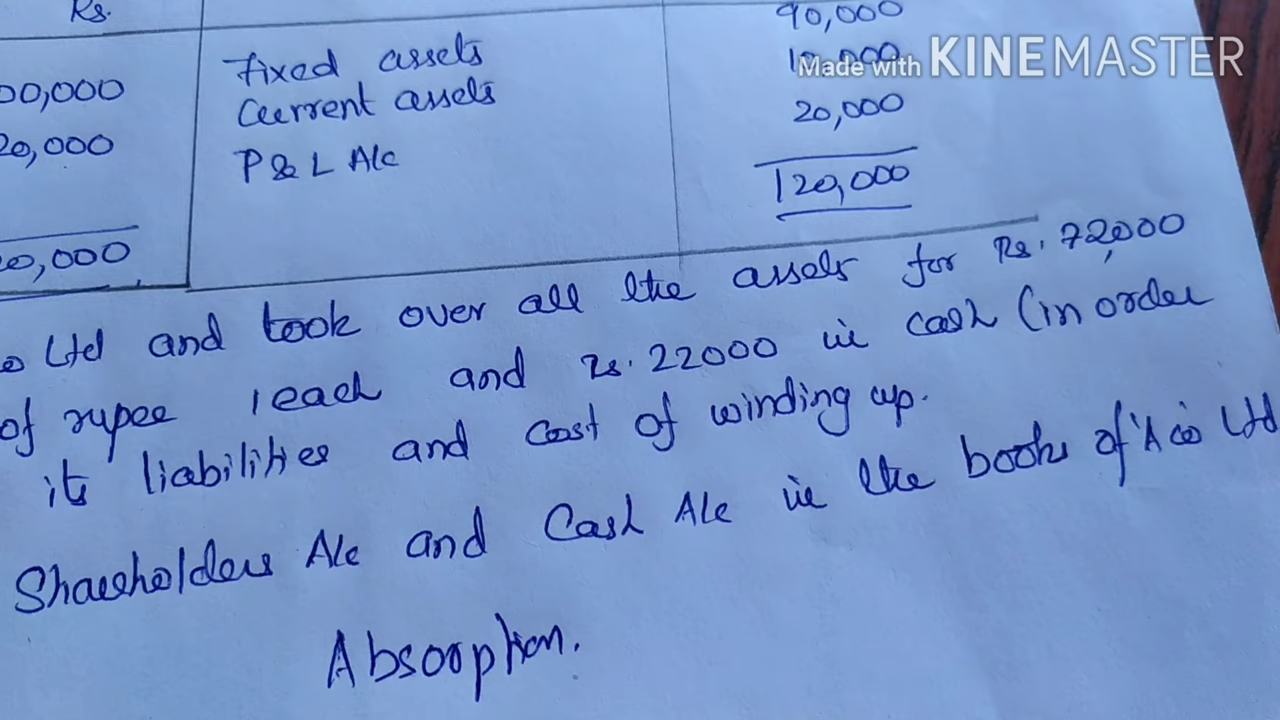 Rs.
90,000
00,000 Fixed assets 10,000
Made with KINEMASTER
20,000 Current assets 20,000
P & L A/c
120,000
0,000
o Ltd and took over all the assets for Rs. 72,000
of rupee 1 each and Rs. 22000 in cash (in order
its liabilities and cost of winding up.
Shareholders A/c and Cash A/c in the books of 'A co Ltd
Absorption.